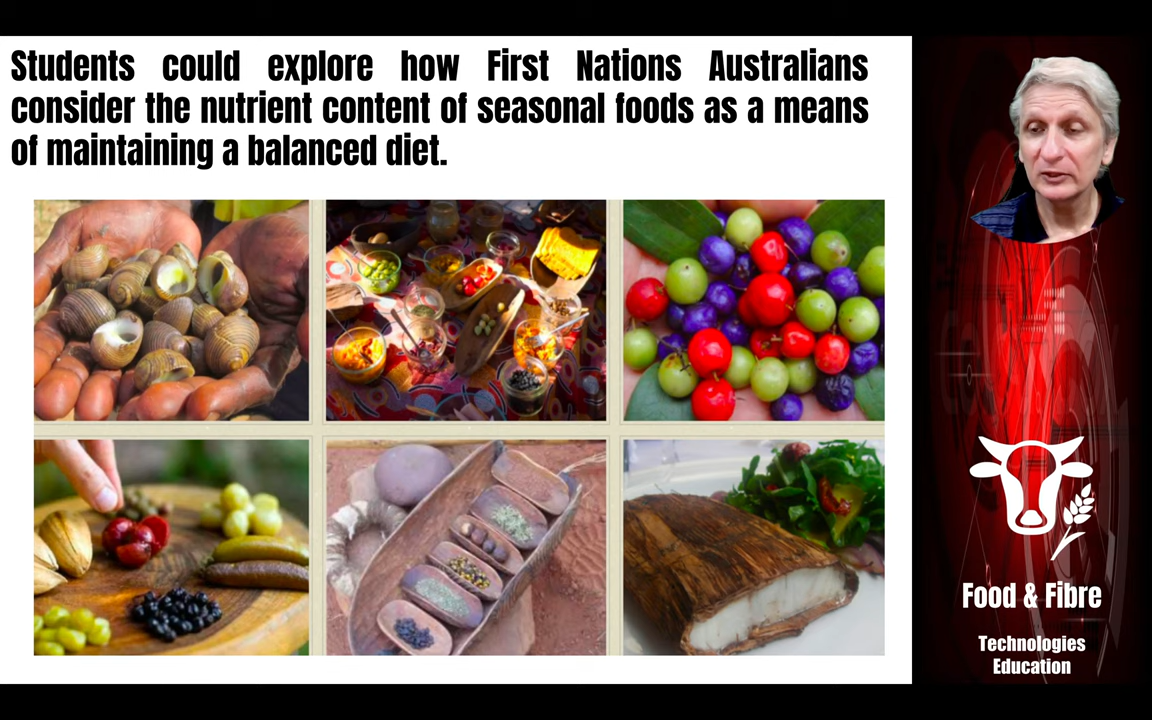 Students could explore how First Nations Australians
consider the nutrient content of seasonal foods as a means
of maintaining a balanced diet.
Food & Fibre
Technologies
Education